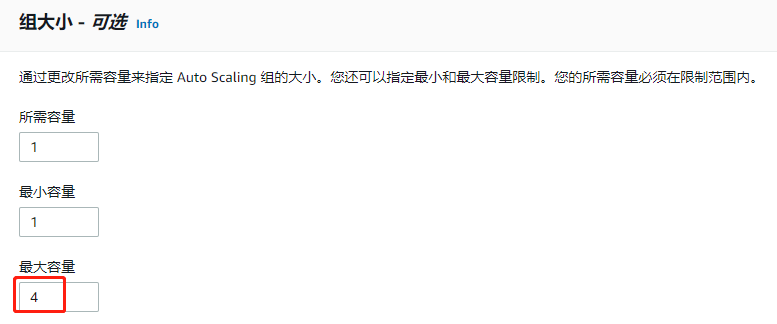 组大小 - 可选 Info
通过更改所需容量来指定 Auto Scaling 组的大小。您还可以指定最小和最大容量限制。您的所需容量必须在限制范围内。
所需容量
1
最小容量
1
最大容量
4